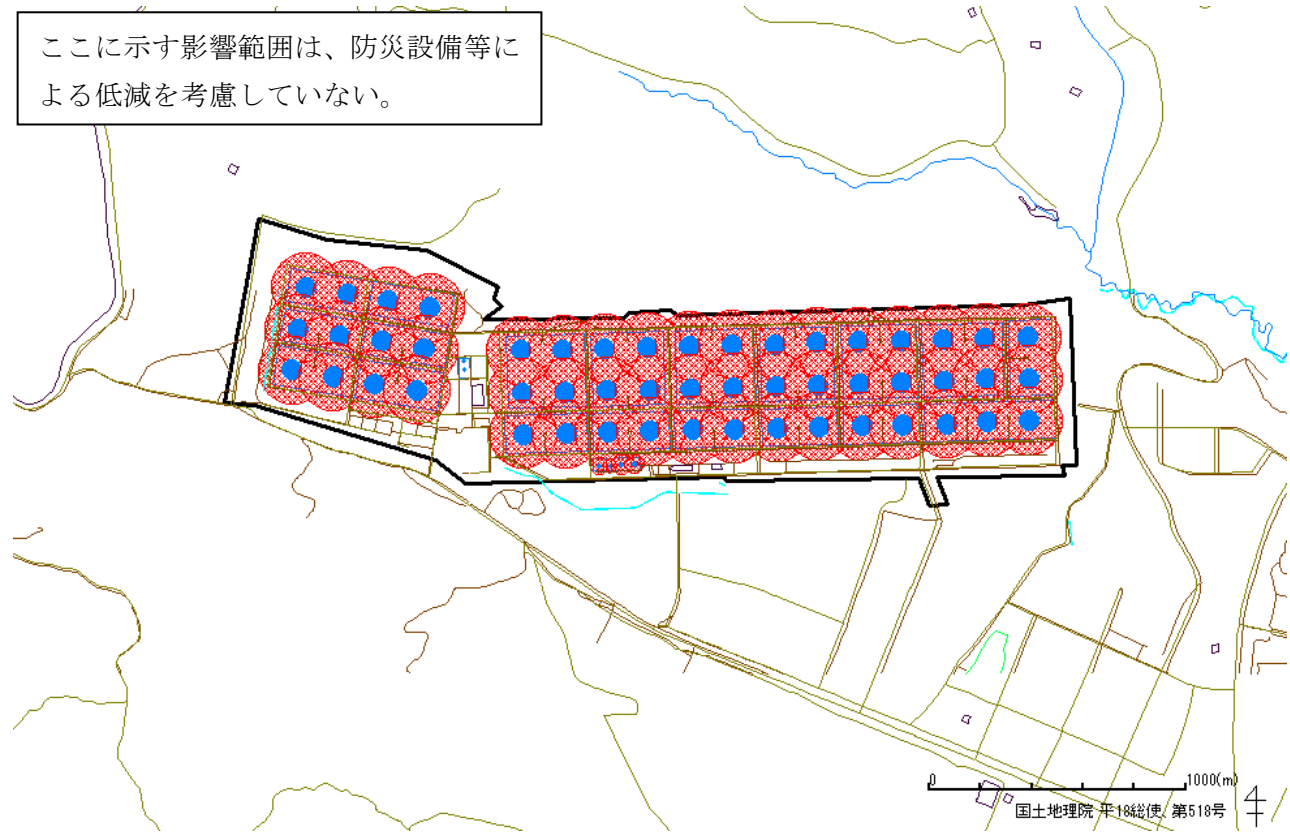 ここに示す影響範囲は、防災設備等に
よる低減を考慮していない。
0 1000(m)
国土地理院 平18総使、第518号